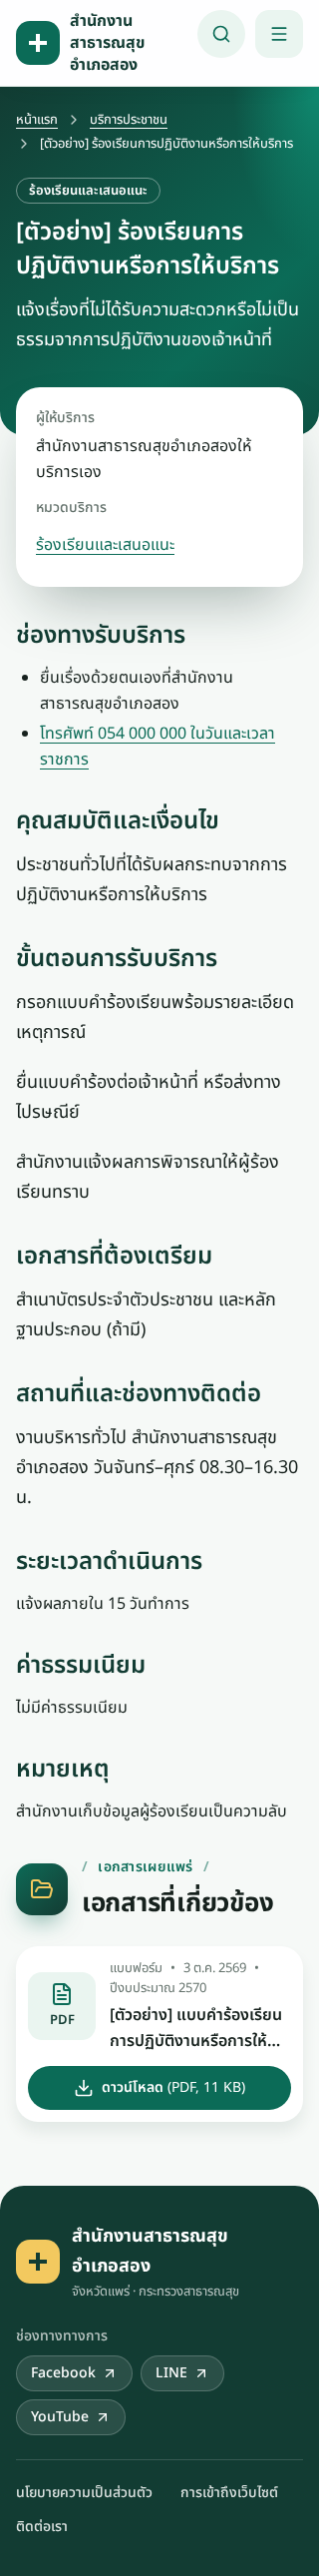 สำนักงาน
สาธารณสุข
อำเภอสอง
หน้าแรก
บริการประชาชน
[ตัวอย่าง] ร้องเรียนการปฏิบัติงานหรือการให้บริการ
ร้องเรียนและเสนอแนะ
[ตัวอย่าง] ร้องเรียนการ
ปฏิบัติงานหรือการให้บริการ
แจ้งเรื่องที่ไม่ได้รับความสะดวกหรือไม่เป็น
ธรรมจากการปฏิบัติงานของเจ้าหน้าที่
ผู้ให้บริการ
สำนักงานสาธารณสุขอำเภอสองให้
บริการเอง
หมวดบริการ
ร้องเรียนและเสนอแนะ
ช่องทางรับบริการ
• ยื่นเรื่องด้วยตนเองที่สำนักงาน
สาธารณสุขอำเภอสอง
• โทรศัพท์ 054 000 000 ในวันและเวลา
ราชการ
คุณสมบัติและเงื่อนไข
ประชาชนทั่วไปที่ได้รับผลกระทบจากการ
ปฏิบัติงานหรือการให้บริการ
ขั้นตอนการรับบริการ
กรอกแบบคำร้องเรียนพร้อมรายละเอียด
เหตุการณ์
ยื่นแบบคำร้องต่อเจ้าหน้าที่ หรือส่งทาง
ไปรษณีย์
สำนักงานแจ้งผลการพิจารณาให้ผู้ร้อง
เรียนทราบ
เอกสารที่ต้องเตรียม
สำเนาบัตรประจำตัวประชาชน และหลัก
ฐานประกอบ (ถ้ามี)
สถานที่และช่องทางติดต่อ
งานบริหารทั่วไป สำนักงานสาธารณสุข
อำเภอสอง วันจันทร์–ศุกร์ 08.30–16.30
น.
ระยะเวลาดำเนินการ
แจ้งผลภายใน 15 วันทำการ
ค่าธรรมเนียม
ไม่มีค่าธรรมเนียม
หมายเหตุ
สำนักงานเก็บข้อมูลผู้ร้องเรียนเป็นความลับ
/ เอกสารเผยแพร่ /
เอกสารที่เกี่ยวข้อง
แบบฟอร์ม • 3 ต.ค. 2569 •
ปีงบประมาณ 2570
PDF
[ตัวอย่าง] แบบคำร้องเรียน
การปฏิบัติงานหรือการให้...
ดาวน์โหลด (PDF, 11 KB)
สำนักงานสาธารณสุข
อำเภอสอง
จังหวัดแพร่ · กระทรวงสาธารณสุข
ช่องทางทางการ
Facebook
LINE
YouTube
นโยบายความเป็นส่วนตัว
การเข้าถึงเว็บไซต์
ติดต่อเรา